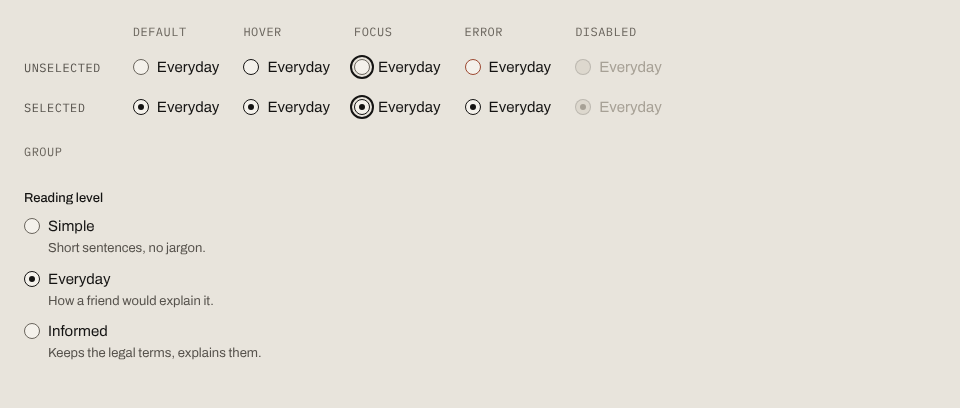 DEFAULT HOVER FOCUS ERROR DISABLED
UNSELECTED Everyday Everyday Everyday Everyday Everyday
SELECTED Everyday Everyday Everyday Everyday Everyday
GROUP
Reading level
Simple
Short sentences, no jargon.
Everyday
How a friend would explain it.
Informed
Keeps the legal terms, explains them.